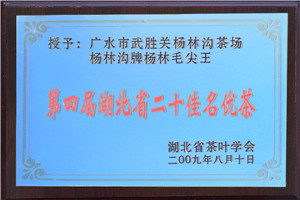 授予：广水市武胜关杨林沟茶场
杨林沟牌杨林毛尖王
第四届湖北省二十佳名优茶
湖北省茶叶学会
二00九年八月十日